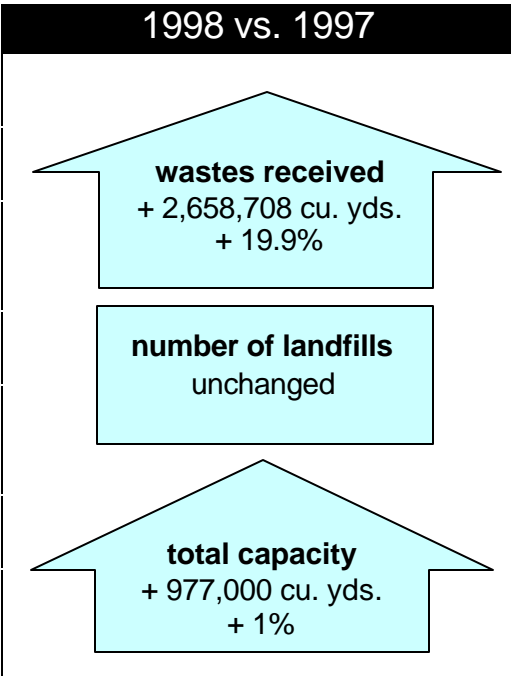 1998 vs. 1997
wastes received
+ 2,658,708 cu. yds.
+ 19.9%
number of landfills
unchanged
total capacity
+ 977,000 cu. yds.
+ 1%